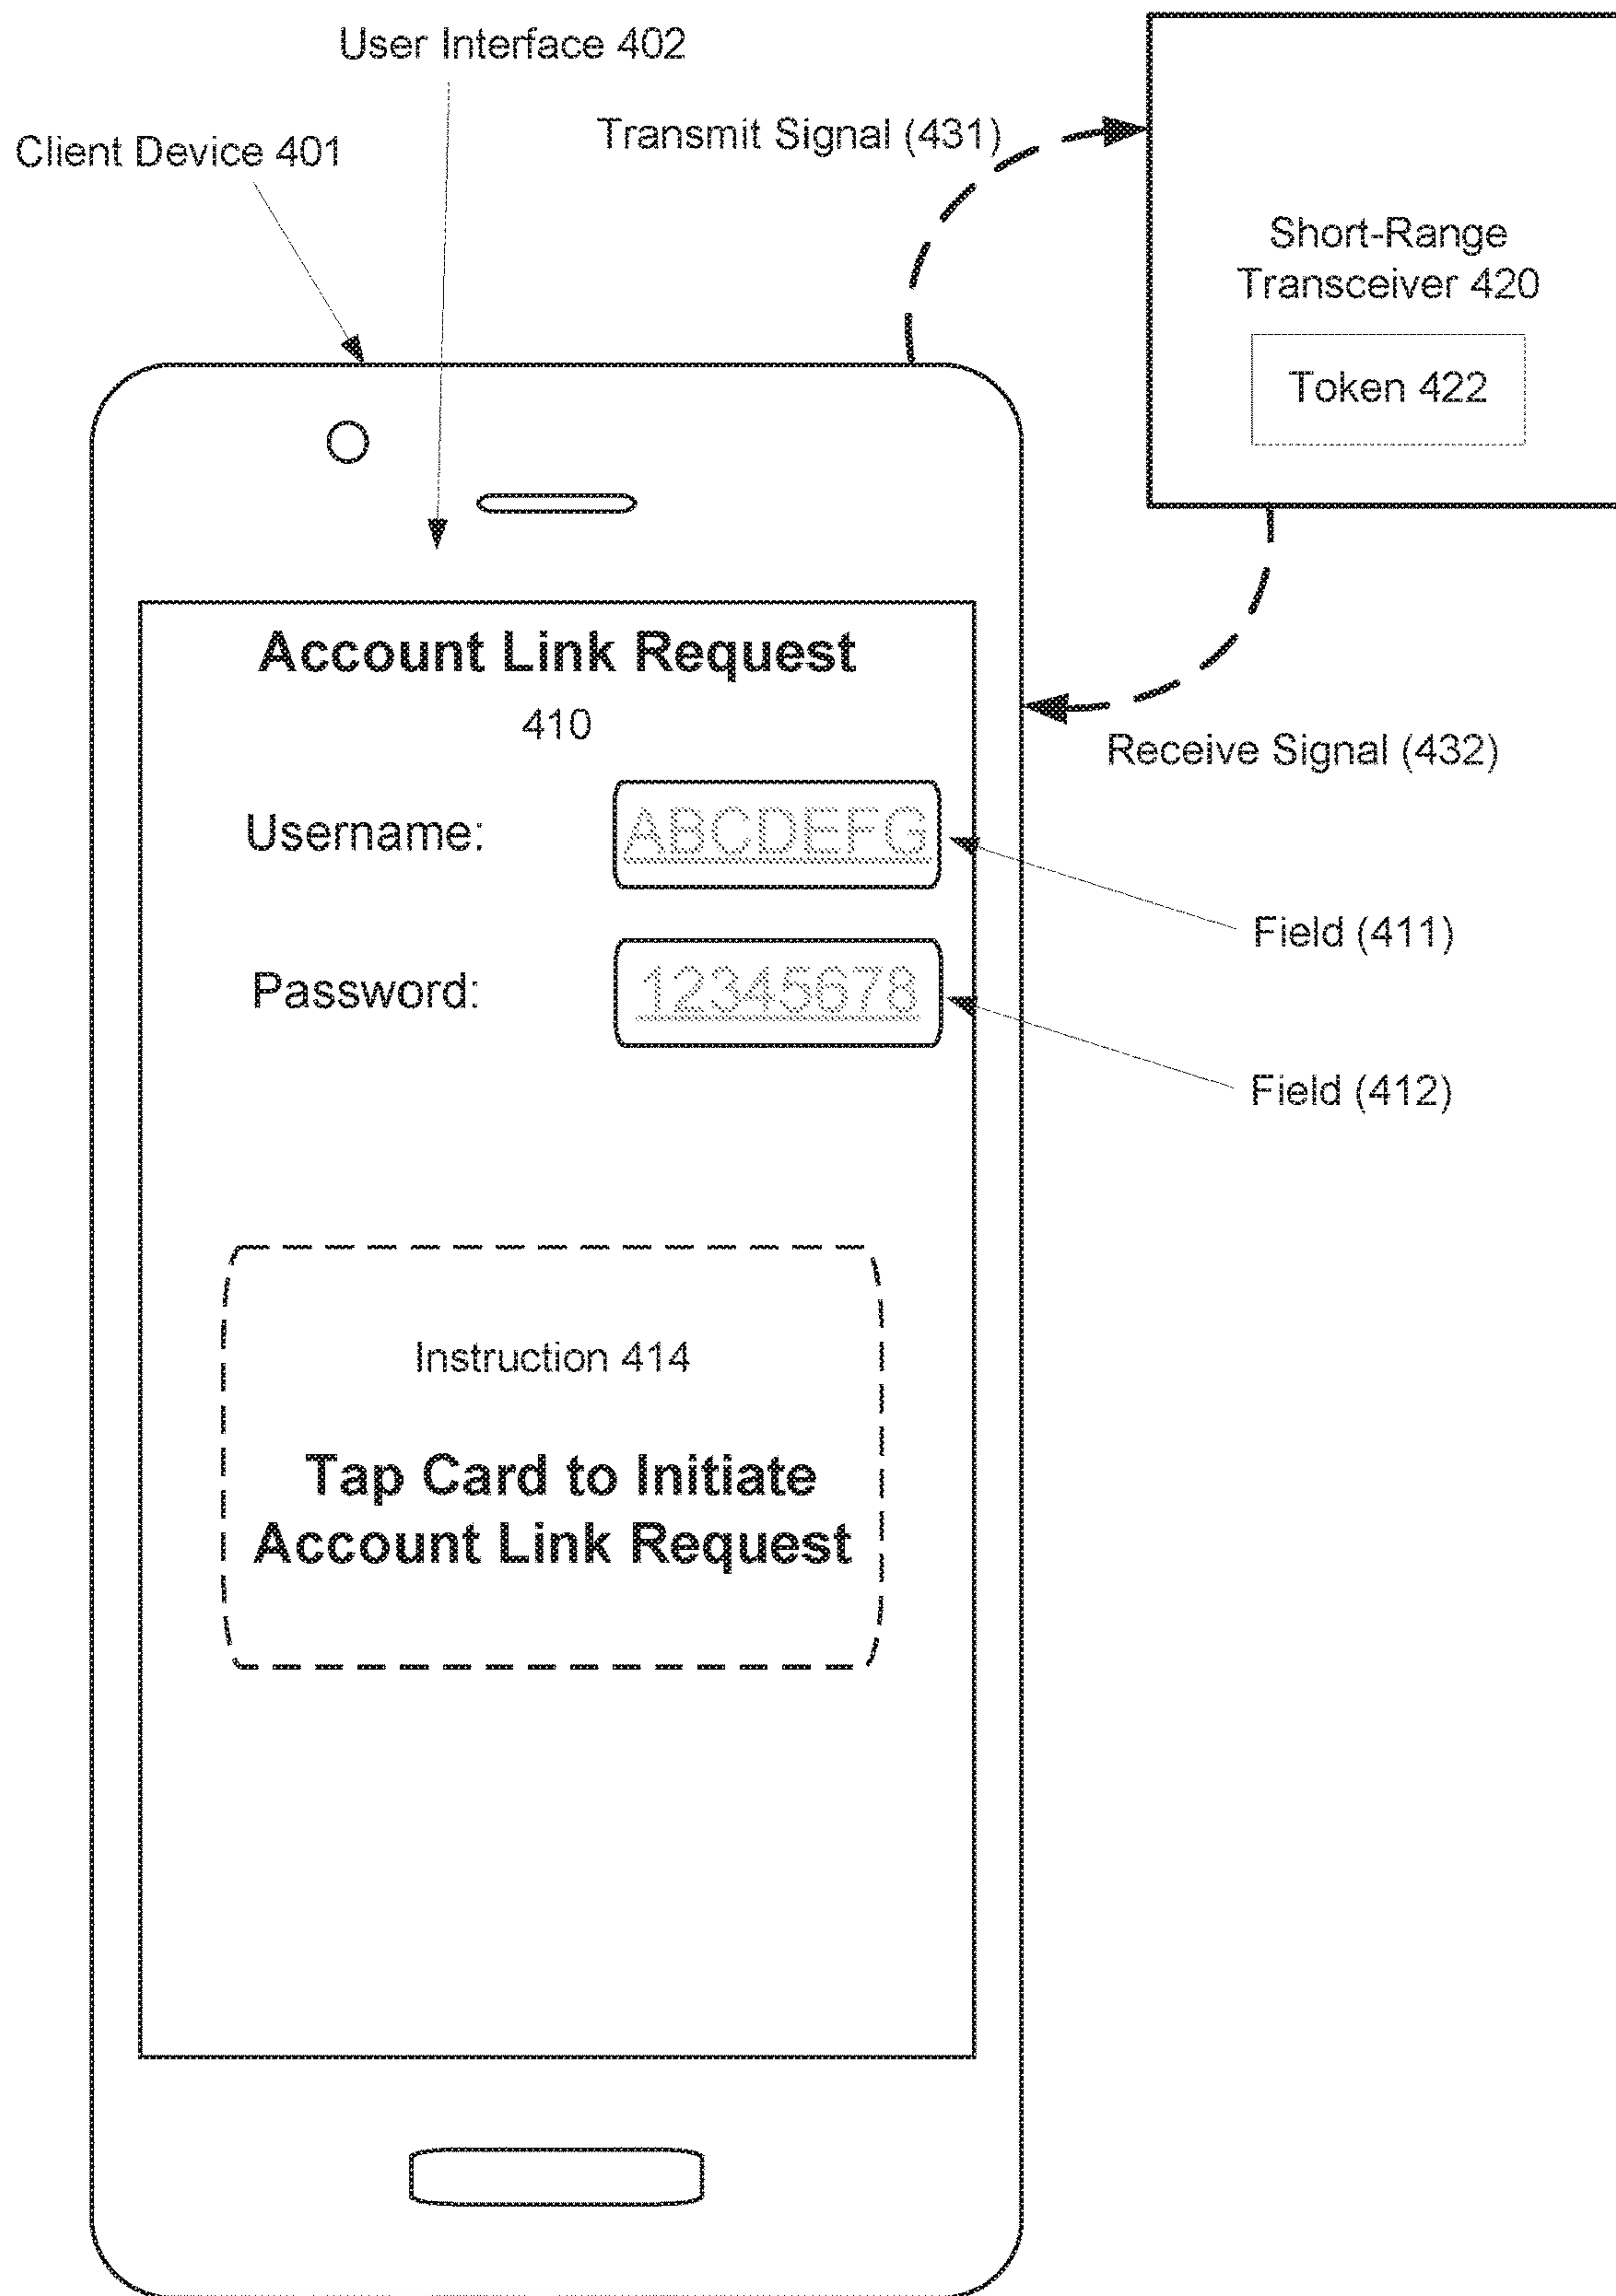 User Interface 402
Client Device 401
Transmit Signal (431)
Short-Range
Transceiver 420
Token 422
Account Link Request
410
Receive Signal (432)
Username:
ABCDEFG
Field (411)
Password:
12345678
Field (412)
Instruction 414
Tap Card to Initiate
Account Link Request